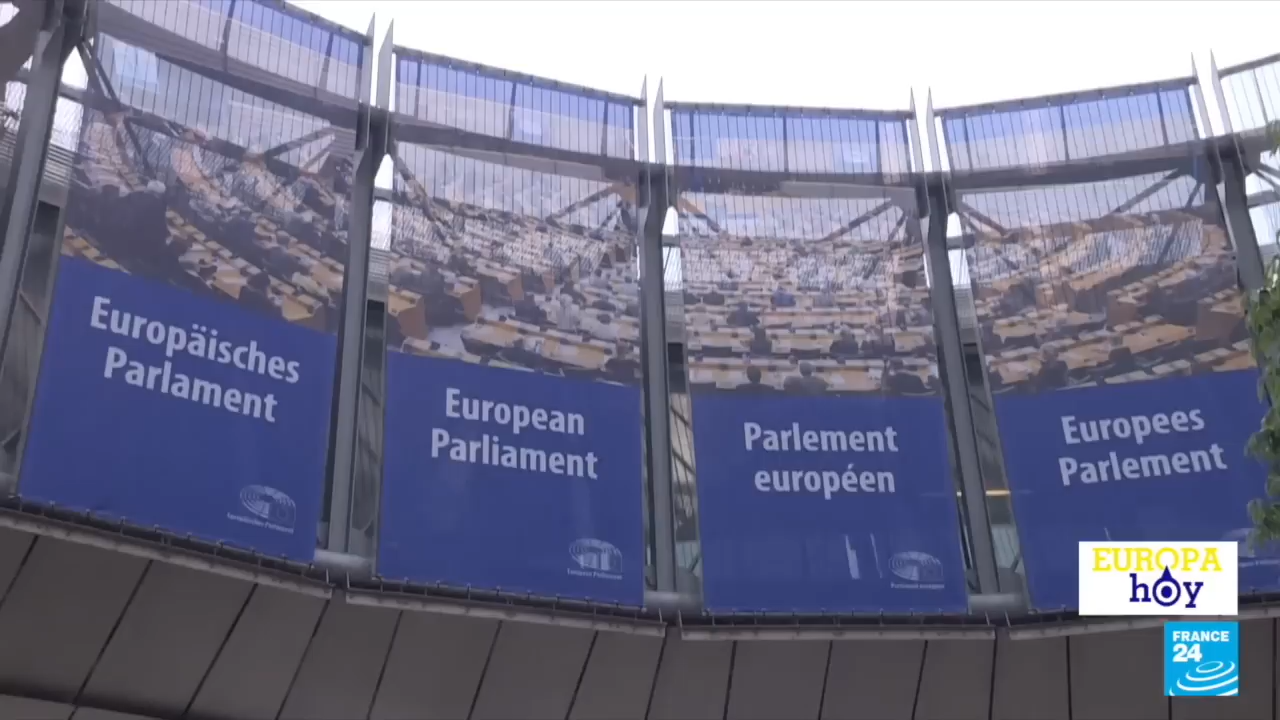 Europäisches
Parlament
European
Parliament
Parlement
européen
Europees
Parlement
EUROPA
hoy
FRANCE
24